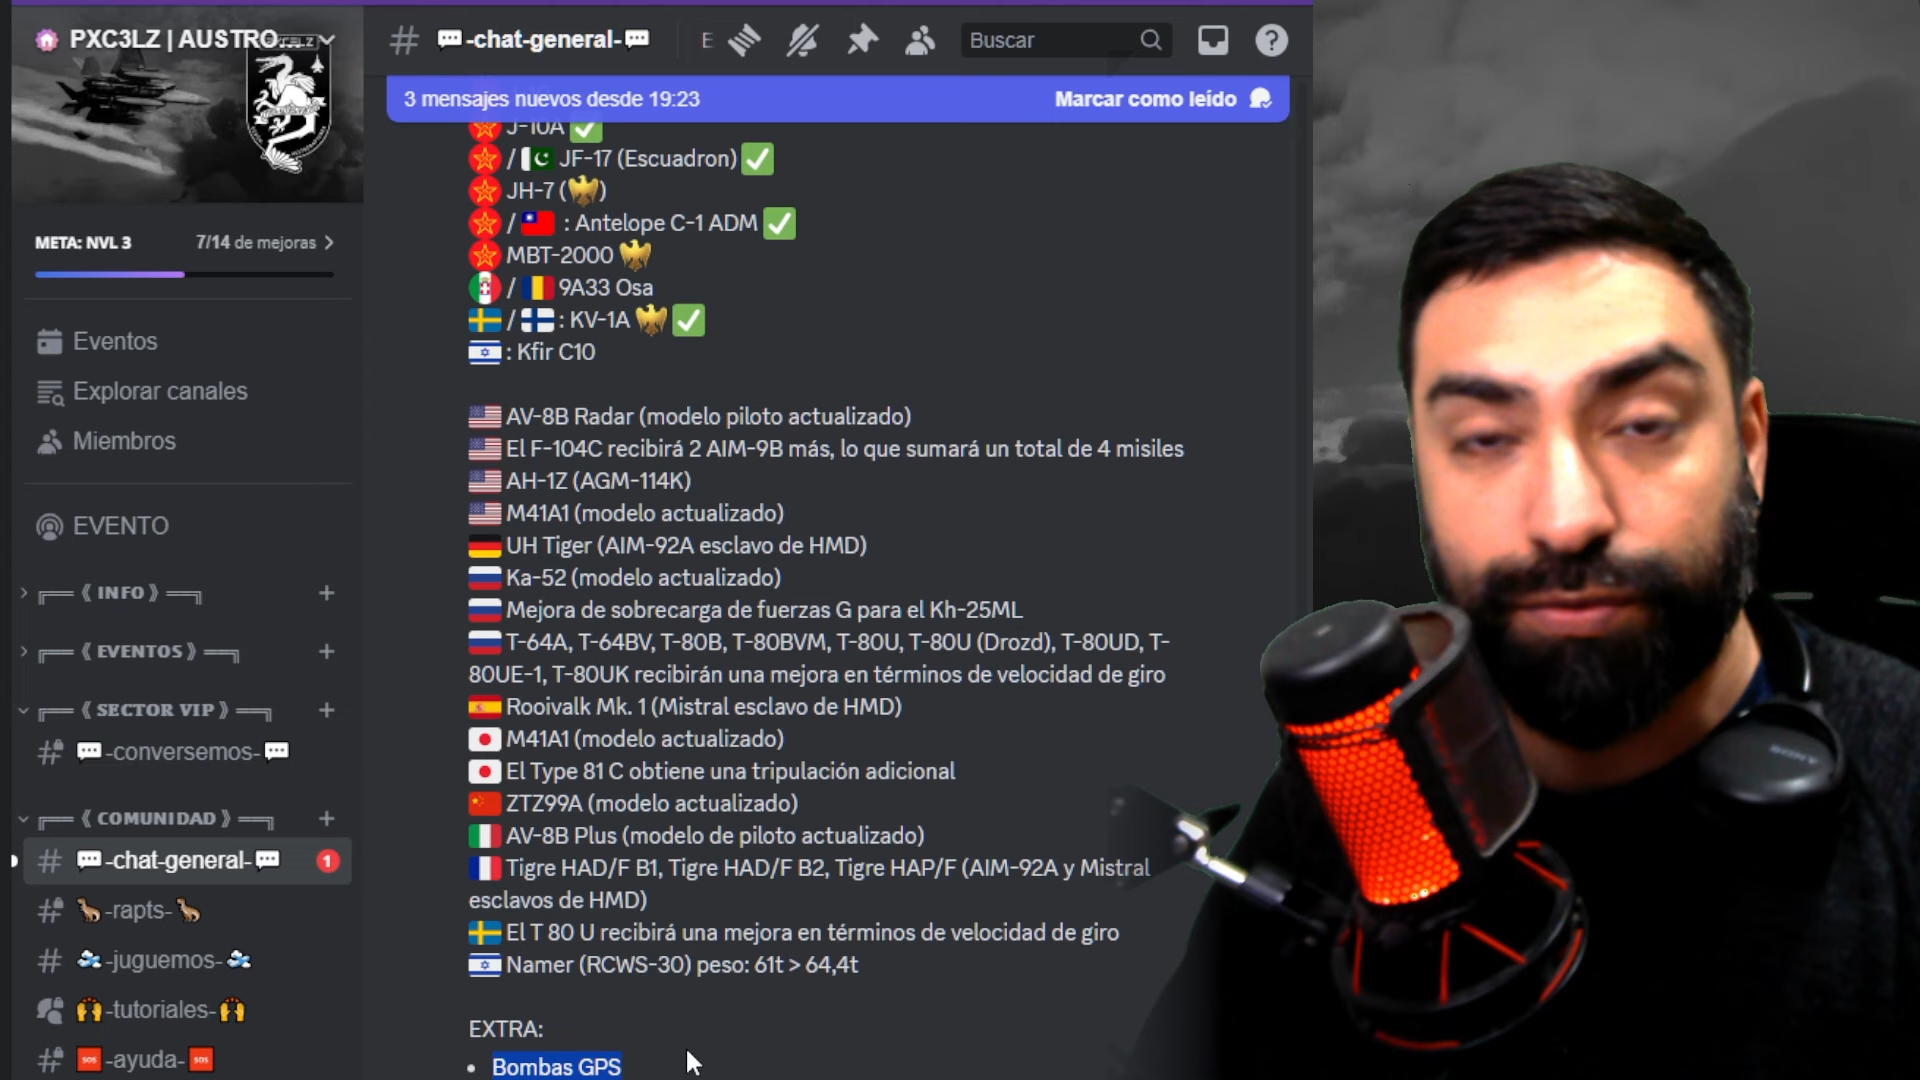 PXC3LZ | AUSTRO...
META: NVL 3
7/14 de mejoras
Eventos
Explorar canales
Miembros
EVENTO
《 INFO 》
《 EVENTOS 》
《 SECTOR VIP 》
-conversemos-
《 COMUNIDAD 》
-chat-general-
1
-rapts-
-juguemos-
-tutoriales-
-ayuda-
-chat-general-
E
Buscar
3 mensajes nuevos desde 19:23
Marcar como leído
J-10A
/ JF-17 (Escuadron)
JH-7 ( )
/ : Antelope C-1 ADM
MBT-2000
/ 9A33 Osa
/ : KV-1A
: Kfir C10
AV-8B Radar (modelo piloto actualizado)
El F-104C recibirá 2 AIM-9B más, lo que sumará un total de 4 misiles
AH-1Z (AGM-114K)
M41A1 (modelo actualizado)
UH Tiger (AIM-92A esclavo de HMD)
Ka-52 (modelo actualizado)
Mejora de sobrecarga de fuerzas G para el Kh-25ML
T-64A, T-64BV, T-80B, T-80BVM, T-80U, T-80U (Drozd), T-80UD, T-
80UE-1, T-80UK recibirán una mejora en términos de velocidad de giro
Rooivalk Mk. 1 (Mistral esclavo de HMD)
M41A1 (modelo actualizado)
El Type 81 C obtiene una tripulación adicional
ZTZ99A (modelo actualizado)
AV-8B Plus (modelo de piloto actualizado)
Tigre HAD/F B1, Tigre HAD/F B2, Tigre HAP/F (AIM-92A y Mistral
esclavos de HMD)
El T 80 U recibirá una mejora en términos de velocidad de giro
Namer (RCWS-30) peso: 61t > 64,4t
EXTRA:
• Bombas GPS
SONY